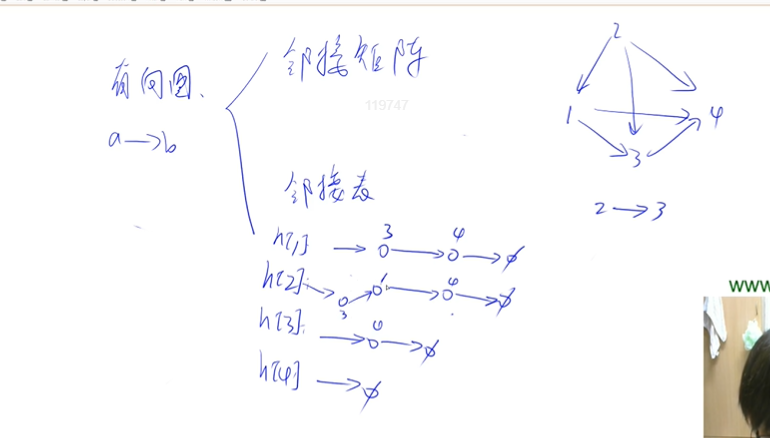 有向图、
a→b
邻接矩阵
119747
邻接表
h[1] → 3 → 4 → ∅
h[2] → 3 → 1 → 4 → ∅
h[3] → 4 → ∅
h[4] → ∅
2
1
4
3
2→3
www